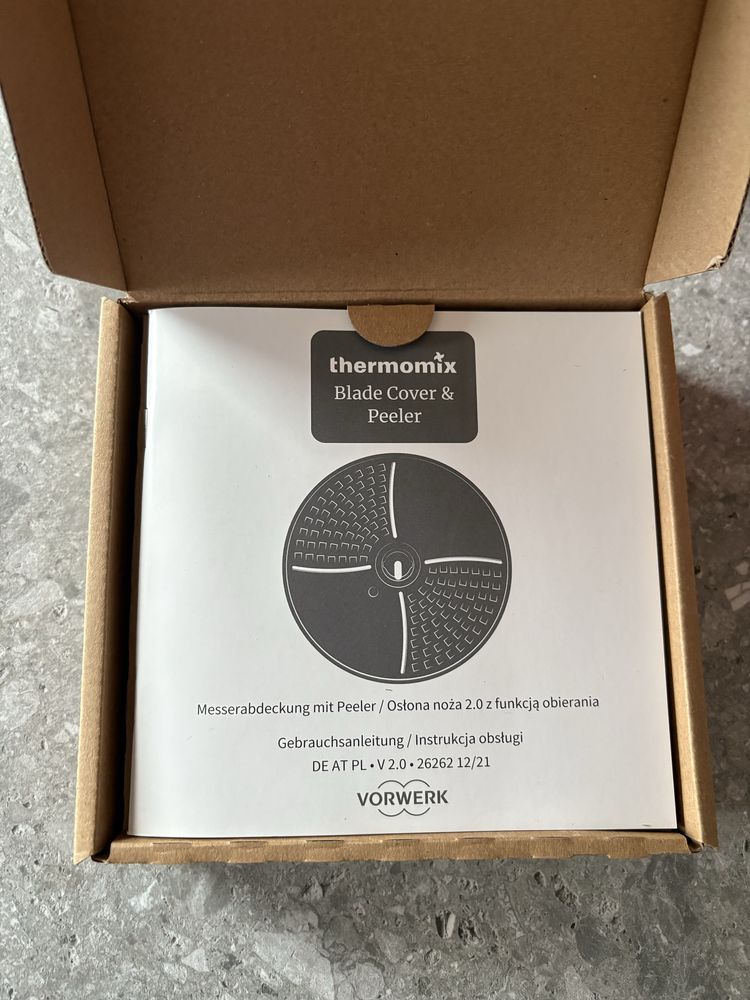 thermomix
Blade Cover &
Peeler
Messerabdeckung mit Peeler / Osłona noża 2.0 z funkcją obierania
Gebrauchsanleitung / Instrukcja obsługi
DE AT PL • V 2.0 • 26262 12/21
VORWERK